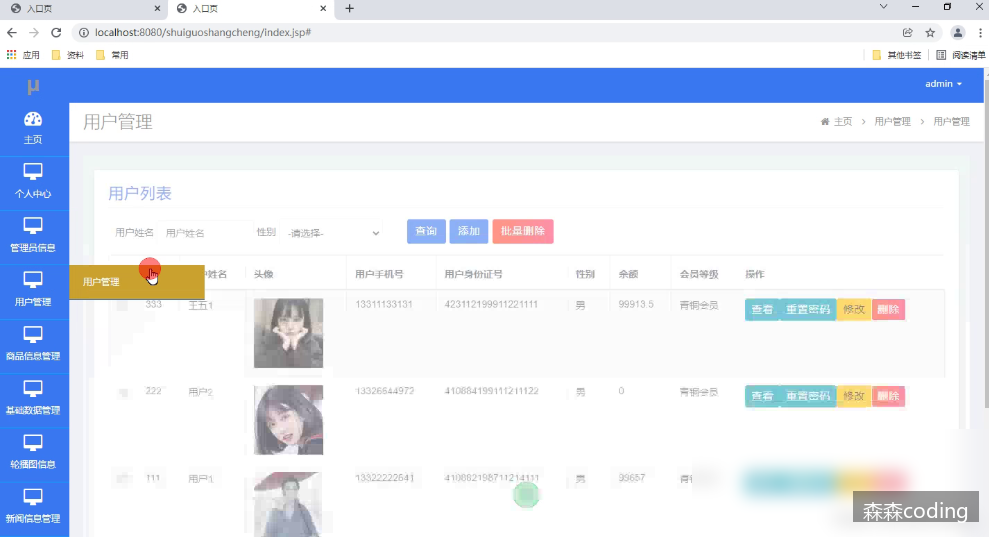 入口页
入口页
localhost:8080/shuiguoshangcheng/index.jsp#
应用 资料 常用 其他书签 阅读清单
μ admin
主页
个人中心
管理员信息
用户管理
商品信息管理
基础数据管理
轮播图信息
新闻信息管理
用户管理
用户管理
主页 > 用户管理 > 用户管理
用户列表
用户姓名 用户姓名 性别 -请选择- 查询 添加 批量删除
户姓名 头像 用户手机号 用户身份证号 性别 余额 会员等级 操作
333 王五1 13311133131 423112199911221111 男 99913.5 青铜会员 查看 重置密码 修改 删除
222 用户2 13326644972 410884199111211122 男 0 青铜会员 查看 重置密码 修改 删除
111 用户1 男
森森coding